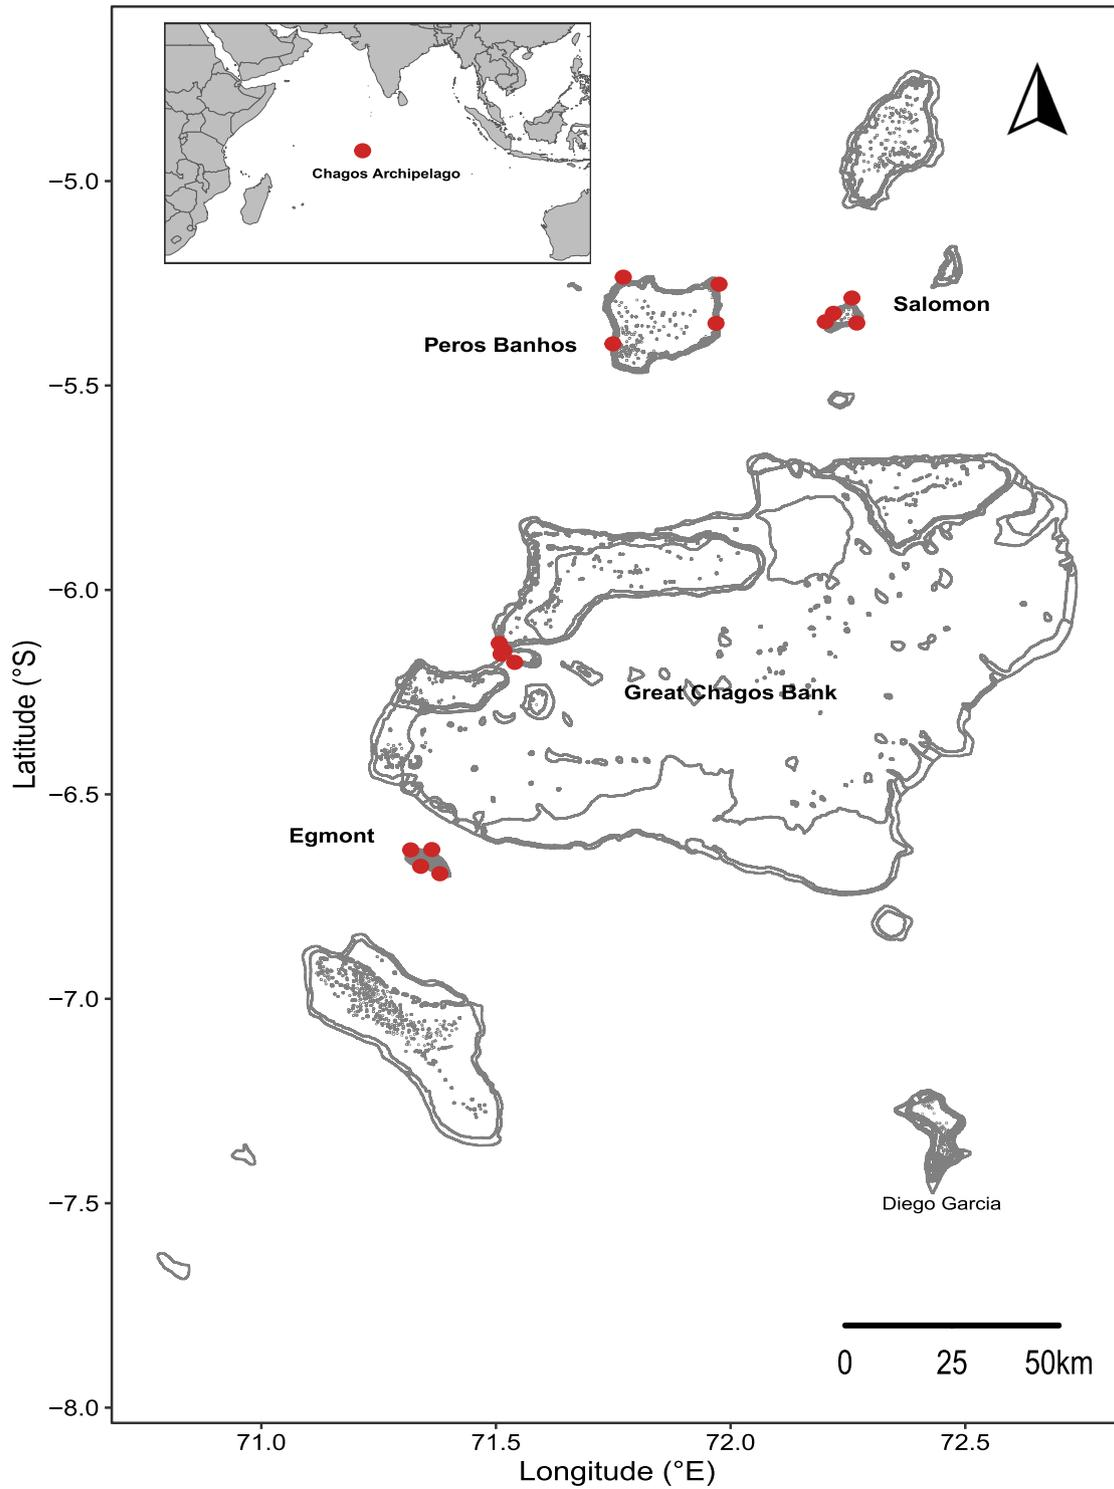 Chagos Archipelago
−5.0
Salomon
Peros Banhos
−5.5
−6.0
Great Chagos Bank
−6.5
Egmont
−7.0
−7.5
Diego Garcia
0 25 50km
−8.0
71.0 71.5 72.0 72.5
Longitude (°E)
Latitude (°S)